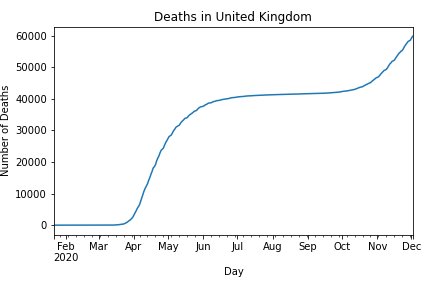 Deaths in United Kingdom
Number of Deaths
60000
50000
40000
30000
20000
10000
0
Feb Mar Apr May Jun Jul Aug Sep Oct Nov Dec
2020
Day